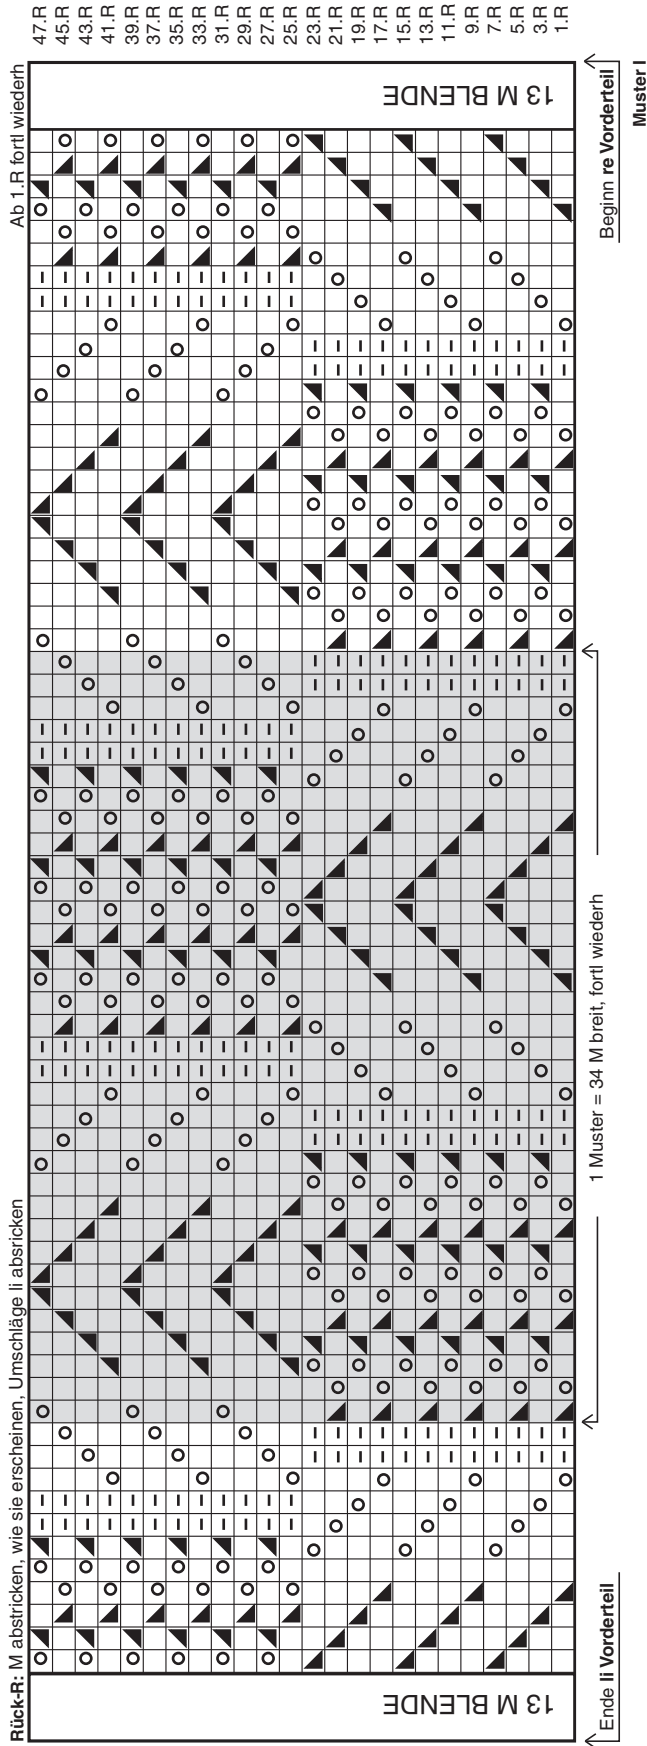 47.R
45.R
43.R
41.R
39.R
37.R
35.R
33.R
31.R
29.R
27.R
25.R
23.R
21.R
19.R
17.R
15.R
13.R
11.R
9.R
7.R
5.R
3.R
1.R
Rück-R: M abstricken, wie sie erscheinen, Umschläge li absricken
Ab 1.R fortl wiederh
13 M BLENDE
13 M BLENDE
Ende li Vorderteil
1 Muster = 34 M breit, fortl wiederh
Beginn re Vorderteil
Muster I